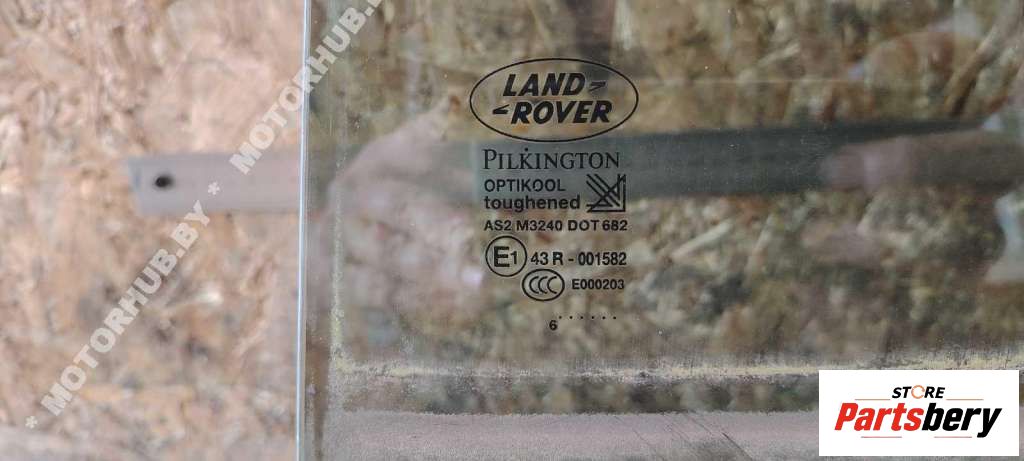 LAND
ROVER
PILKINGTON
OPTIKOOL
toughened
AS2 M3240 DOT 682
E1 43 R - 001582
CCC E000203
6 . . . . . .
* MOTORHUB.BY * MOTORHUB.BY
STORE
Partsbery